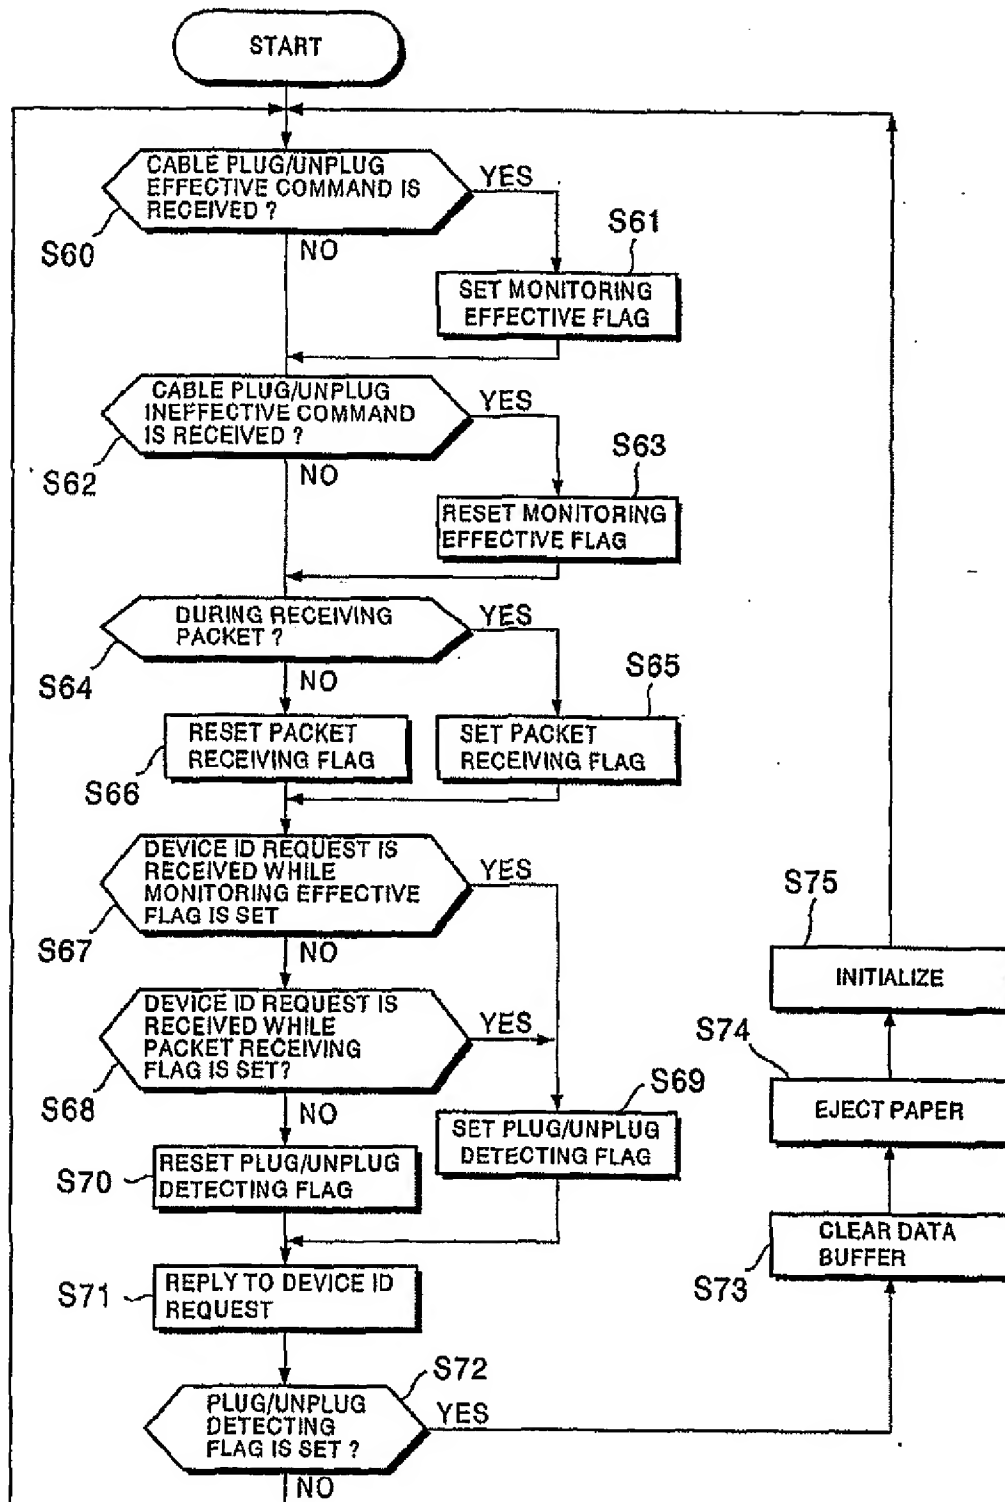 START
CABLE PLUG/UNPLUG
EFFECTIVE COMMAND IS
RECEIVED ?
YES
S60
NO
S61
SET MONITORING
EFFECTIVE FLAG
CABLE PLUG/UNPLUG
INEFFECTIVE COMMAND
IS RECEIVED ?
YES
S62
NO
S63
RESET MONITORING
EFFECTIVE FLAG
DURING RECEIVING
PACKET ?
YES
S64
NO
S65
RESET PACKET
RECEIVING FLAG
SET PACKET
RECEIVING FLAG
S66
DEVICE ID REQUEST IS
RECEIVED WHILE
MONITORING EFFECTIVE
FLAG IS SET
YES
S67
NO
DEVICE ID REQUEST IS
RECEIVED WHILE
PACKET RECEIVING
FLAG IS SET?
YES
S68
NO
S69
SET PLUG/UNPLUG
DETECTING FLAG
S70
RESET PLUG/UNPLUG
DETECTING FLAG
S71
REPLY TO DEVICE ID
REQUEST
S72
PLUG/UNPLUG
DETECTING
FLAG IS SET ?
YES
NO
S75
INITIALIZE
S74
EJECT PAPER
CLEAR DATA
BUFFER
S73